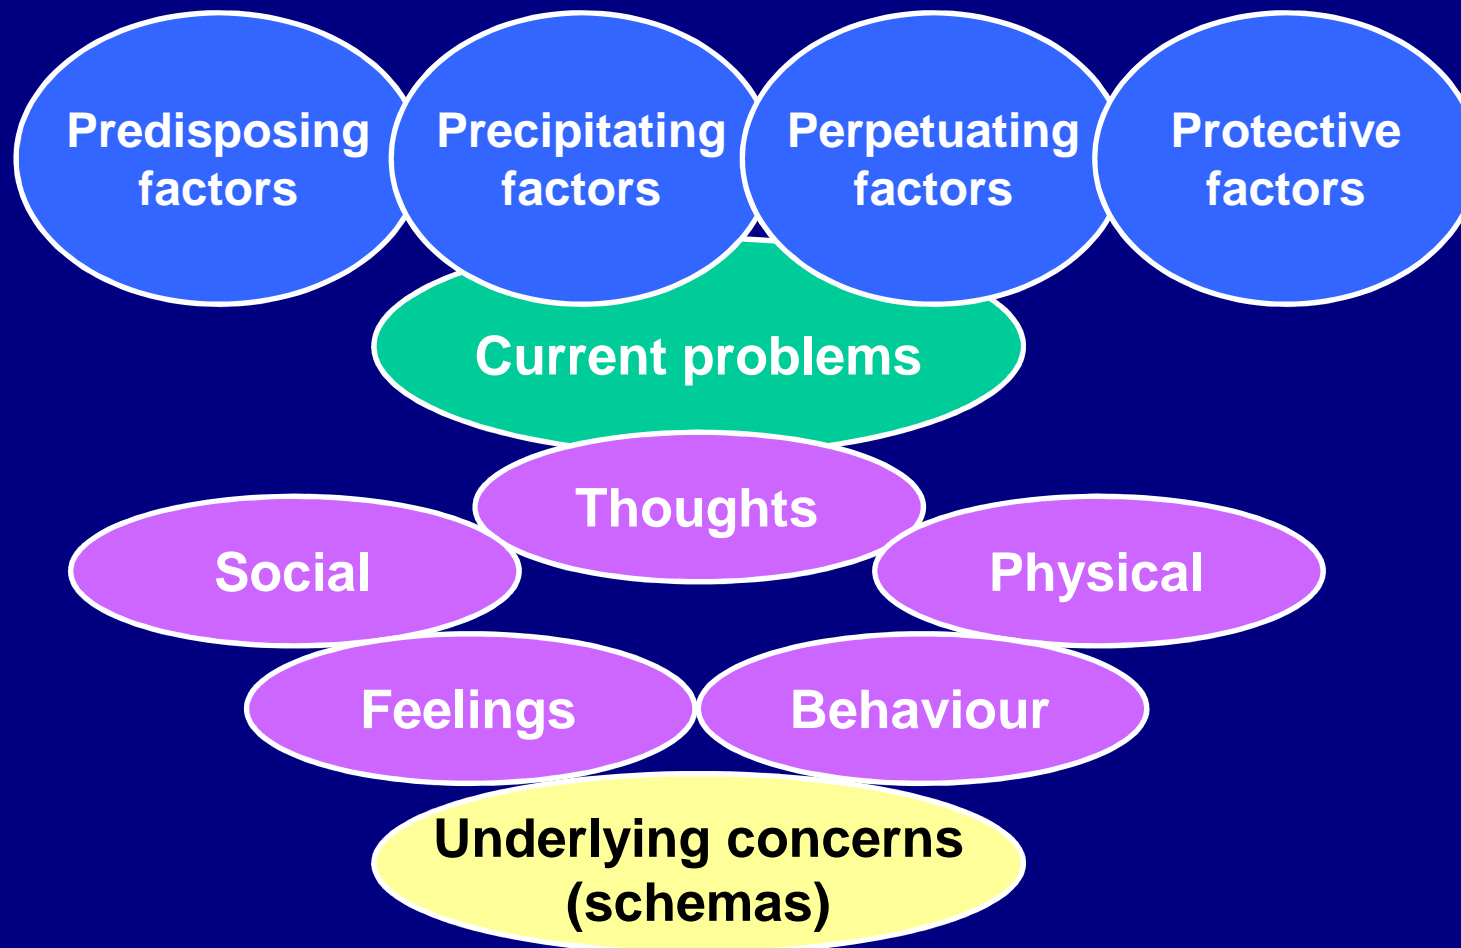 Predisposing
factors
Precipitating
factors
Perpetuating
factors
Protective
factors
Current problems
Thoughts
Social
Physical
Feelings
Behaviour
Underlying concerns
(schemas)